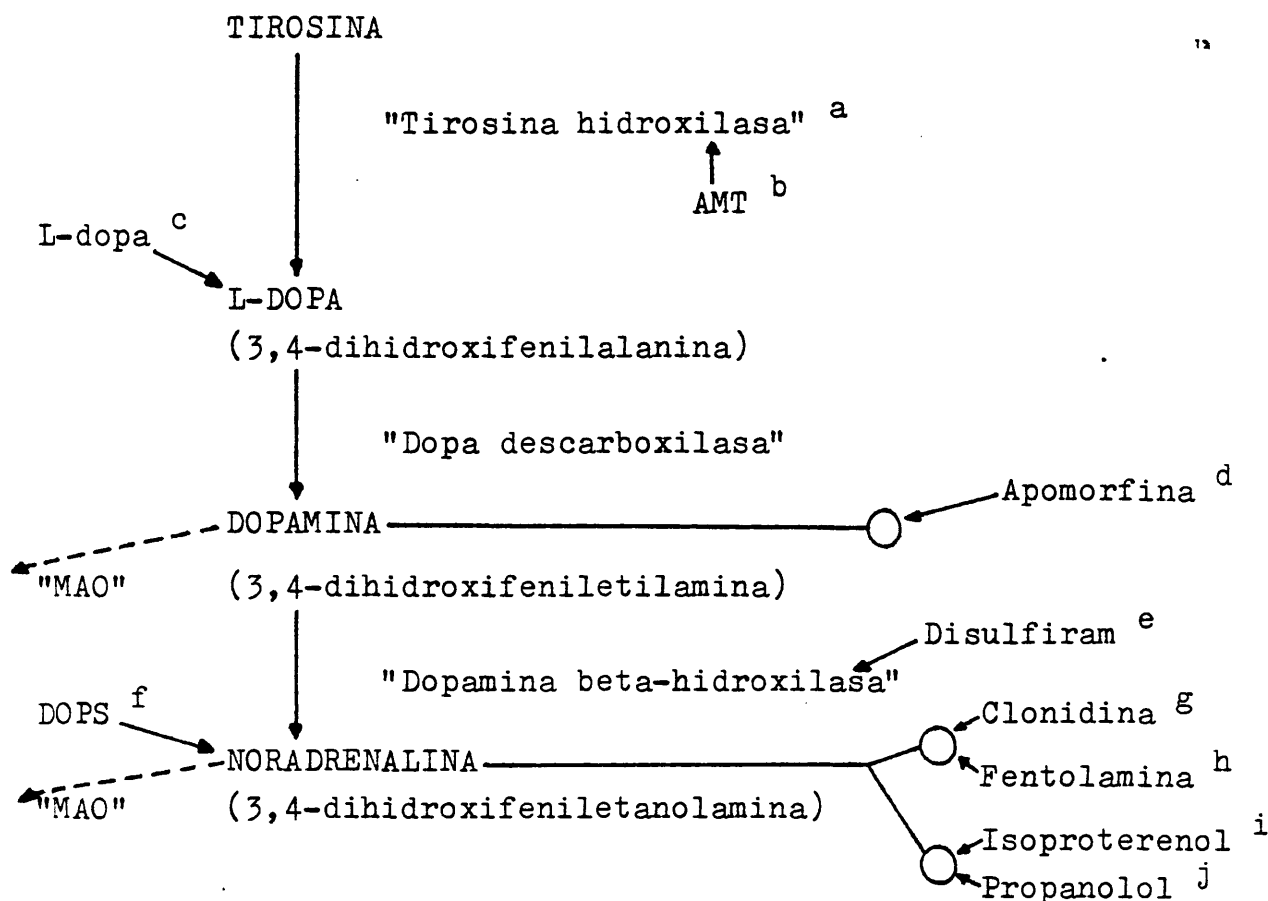 TIROSINA
"Tirosina hidroxilasa" a
AMT b
L-dopa c
L-DOPA
(3,4-dihidroxifenilalanina)
"Dopa descarboxilasa"
Apomorfina d
DOPAMINA
"MAO" (3,4-dihidroxifeniletilamina)
Disulfiram e
"Dopamina beta-hidroxilasa"
DOPS f
Clonidina g
NORADRENALINA
Fentolamina h
"MAO" (3,4-dihidroxifeniletanolamina)
Isoproterenol i
Propanolol j